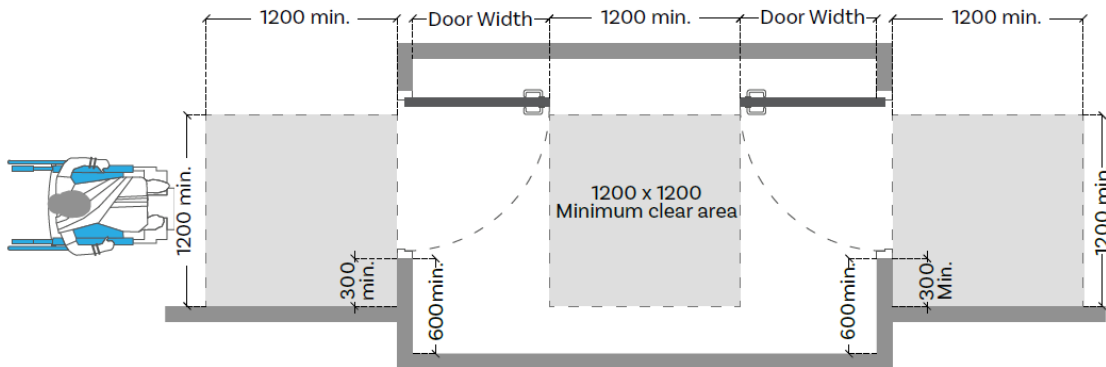 1200 min.
Door Width
1200 min.
Door Width
1200 min.
1200 min.
300
min.
600min.
1200 x 1200
Minimum clear area
600min.
300
Min.
1200 min.